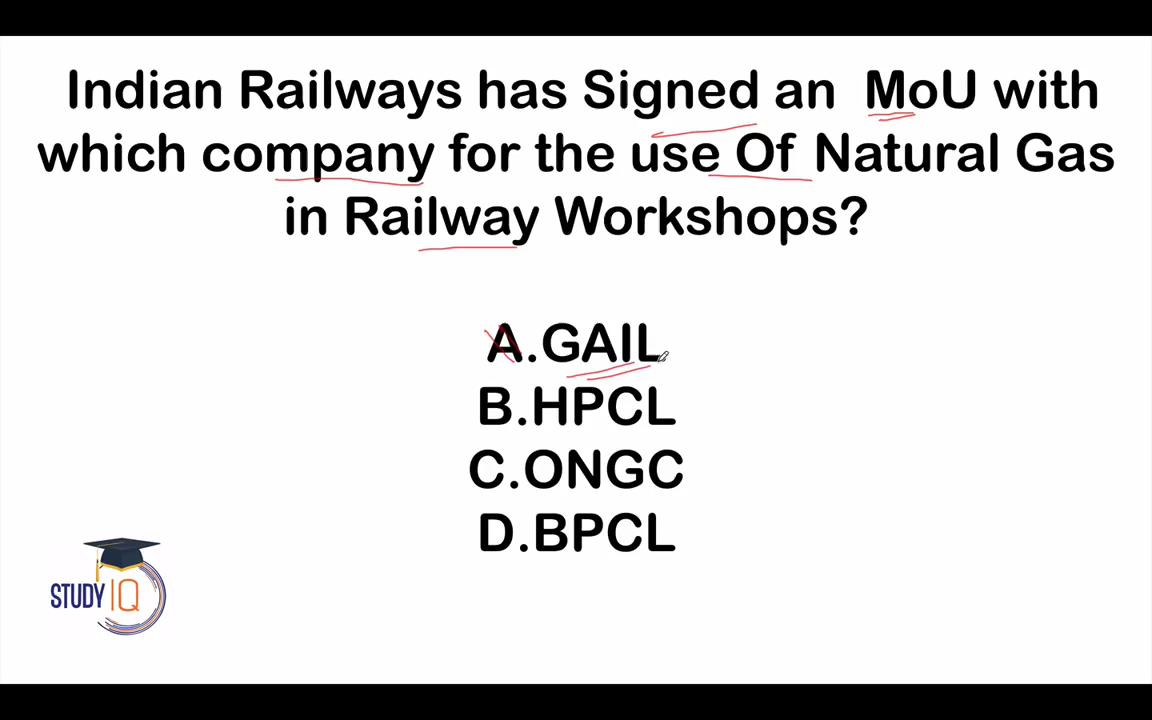 Indian Railways has Signed an MoU with
which company for the use Of Natural Gas
in Railway Workshops?
A.GAIL
B.HPCL
C.ONGC
D.BPCL
STUDY IQ